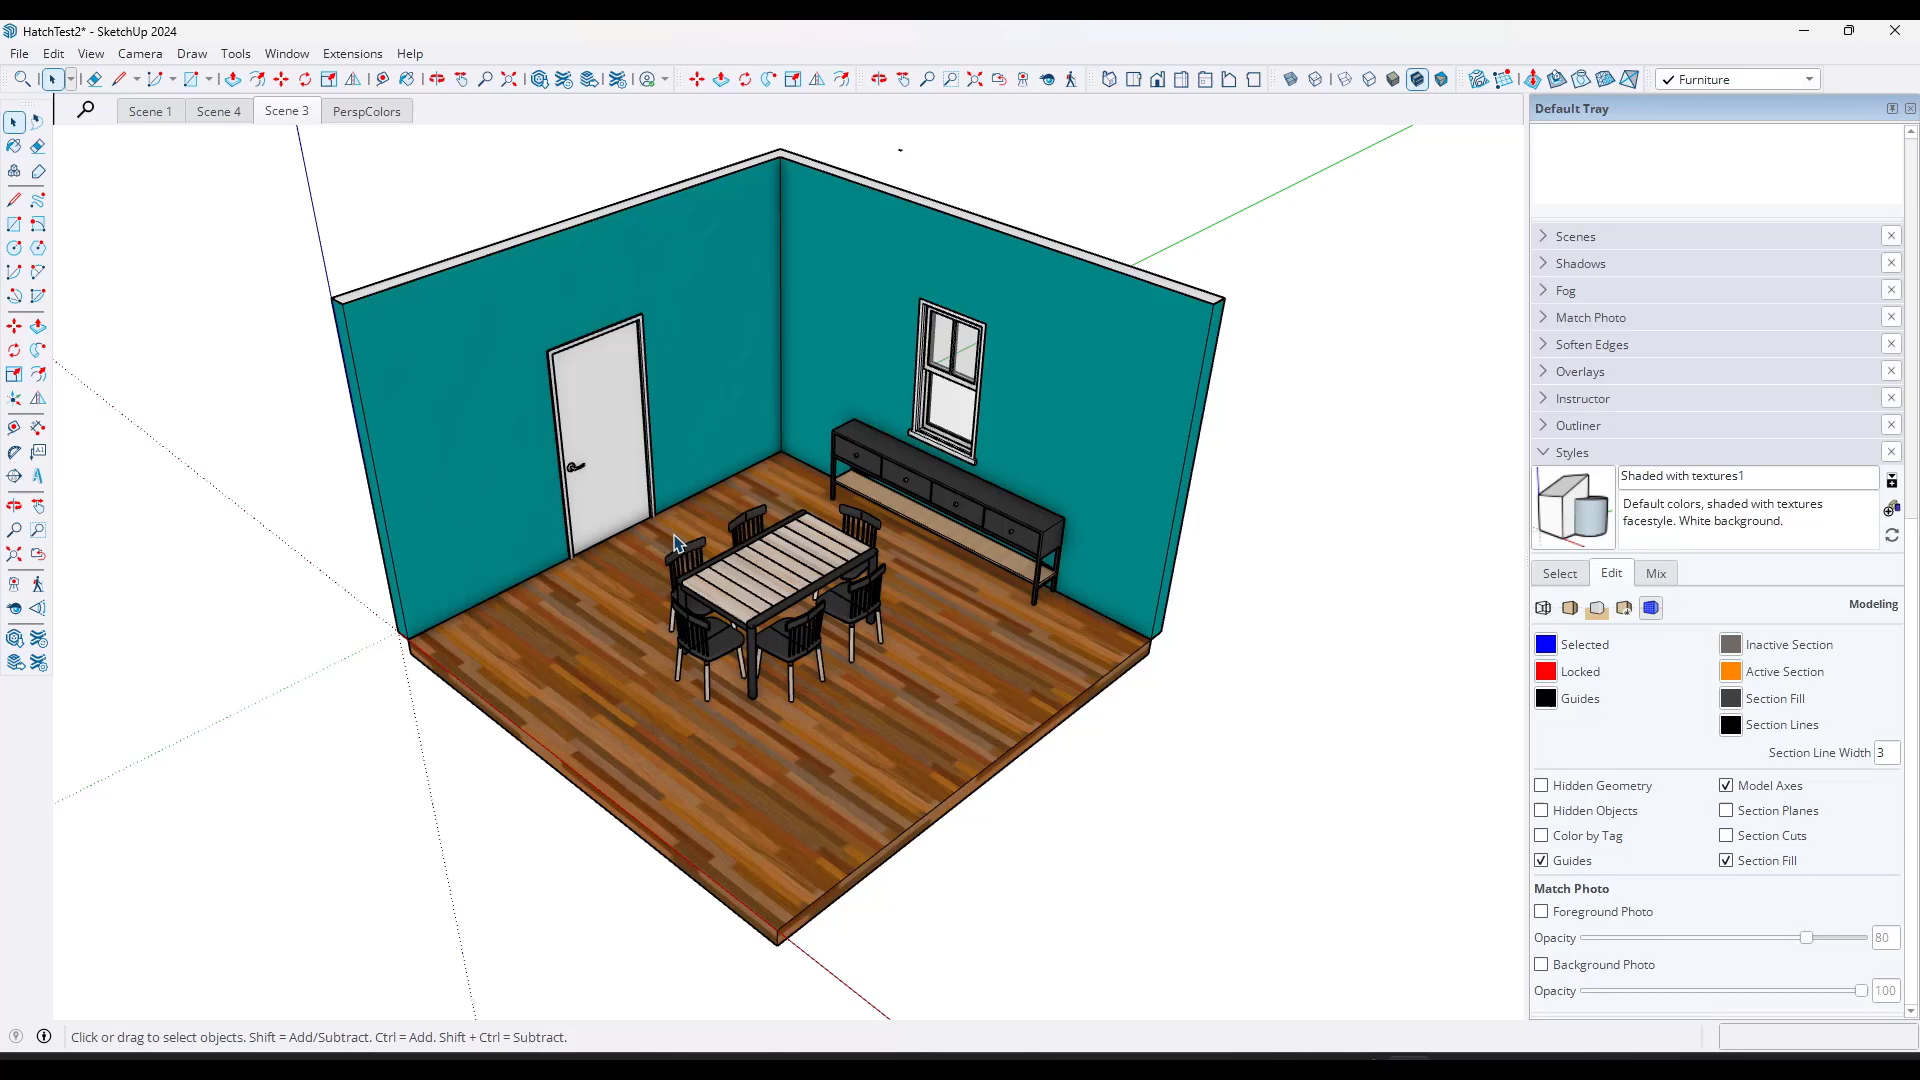 HatchTest2* - SketchUp 2024
File Edit View Camera Draw Tools Window Extensions Help
Furniture
Scene 1 Scene 4 Scene 3 PerspColors
Default Tray
Scenes
Shadows
Fog
Match Photo
Soften Edges
Overlays
Instructor
Outliner
Styles
Shaded with textures1
Default colors, shaded with textures
facestyle. White background.
Select Edit Mix
Modeling
Selected Inactive Section
Locked Active Section
Guides Section Fill
Section Lines
Section Line Width 3
Hidden Geometry Model Axes
Hidden Objects Section Planes
Color by Tag Section Cuts
Guides Section Fill
Match Photo
Foreground Photo
Opacity 80
Background Photo
Opacity 100
Click or drag to select objects. Shift = Add/Subtract. Ctrl = Add. Shift + Ctrl = Subtract.